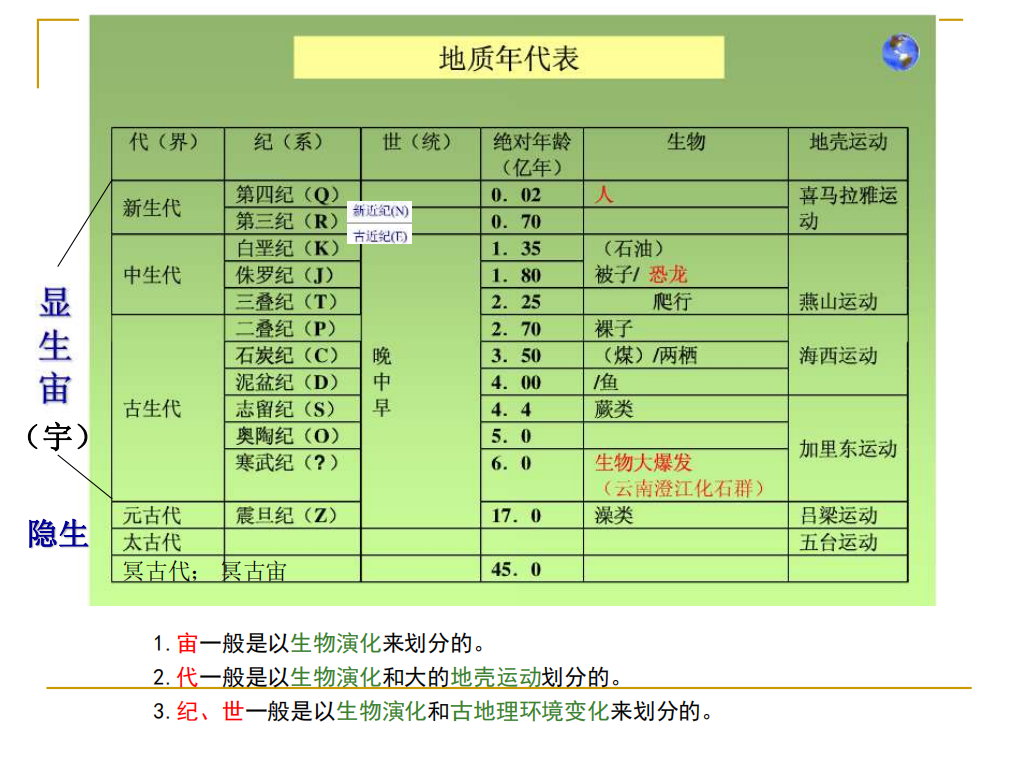 地质年代表
代（界） 纪（系） 世（统） 绝对年龄（亿年） 生物 地壳运动
新生代 第四纪（Q） 0．02 人 喜马拉雅运动
第三纪（R） 新近纪(N) 古近纪(E) 0．70
中生代 白垩纪（K） 1．35 （石油）
侏罗纪（J） 1．80 被子/ 恐龙
三叠纪（T） 2．25 爬行 燕山运动
古生代 二叠纪（P） 2．70 裸子
石炭纪（C） 晚 3．50 （煤）/两栖 海西运动
泥盆纪（D） 中 4．00 /鱼
志留纪（S） 早 4．4 蕨类
奥陶纪（O） 5．0 加里东运动
寒武纪（?） 6．0 生物大爆发
（云南澄江化石群）
元古代 震旦纪（Z） 17．0 澡类 吕梁运动
太古代 五台运动
冥古代； 冥古宙 45．0
显生宙
（宇）
隐生
1.宙一般是以生物演化来划分的。
2.代一般是以生物演化和大的地壳运动划分的。
3.纪、世一般是以生物演化和古地理环境变化来划分的。